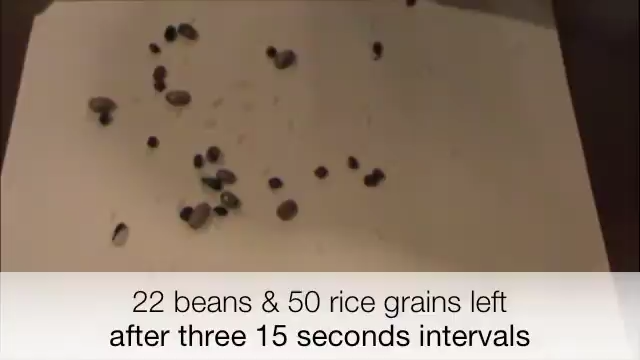 22 beans & 50 rice grains left
after three 15 seconds intervals